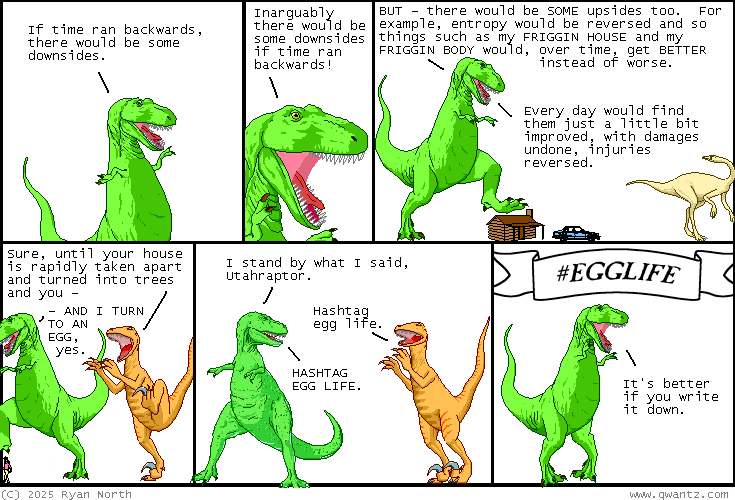 If time ran backwards,
there would be some
downsides.
Inarguably
there would be
some downsides
if time ran
backwards!
BUT - there would be SOME upsides too. For
example, entropy would be reversed and so
things such as my FRIGGIN HOUSE and my
FRIGGIN BODY would, over time, get BETTER
instead of worse.
Every day would find
them just a little bit
improved, with damages
undone, injuries
reversed.
Sure, until your house
is rapidly taken apart
and turned into trees
and you -
- AND I TURN
TO AN
EGG,
yes.
I stand by what I said,
Utahraptor.
Hashtag
egg life.
HASHTAG
EGG LIFE.
#EGGLIFE
It's better
if you write
it down.
(C) 2025 Ryan North
www.qwantz.com